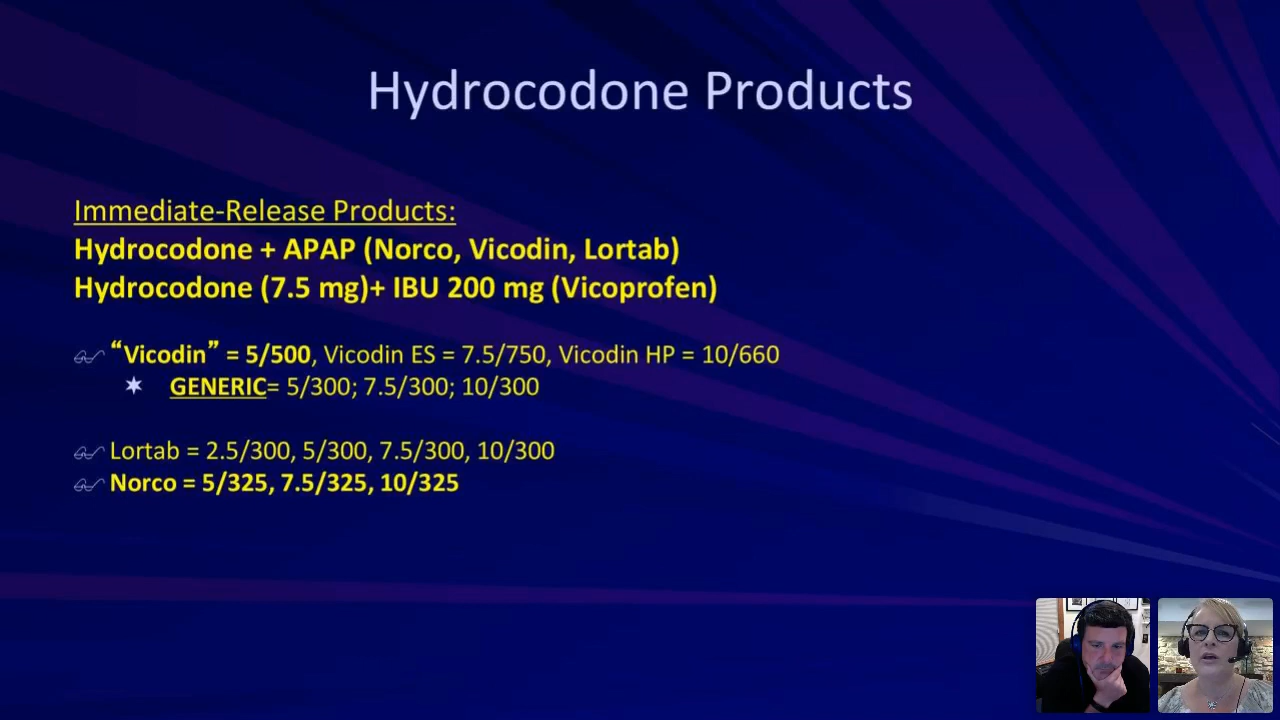 Hydrocodone Products
Immediate-Release Products:
Hydrocodone + APAP (Norco, Vicodin, Lortab)
Hydrocodone (7.5 mg)+ IBU 200 mg (Vicoprofen)
“Vicodin” = 5/500, Vicodin ES = 7.5/750, Vicodin HP = 10/660
GENERIC= 5/300; 7.5/300; 10/300
Lortab = 2.5/300, 5/300, 7.5/300, 10/300
Norco = 5/325, 7.5/325, 10/325